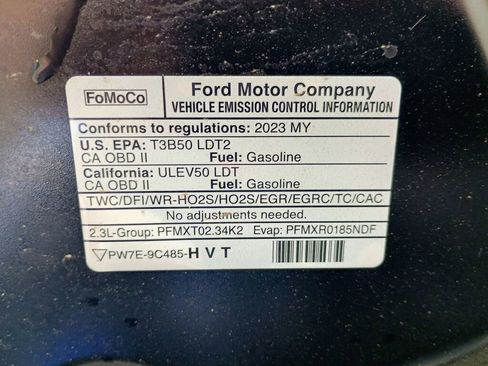 FoMoCo
Ford Motor Company
VEHICLE EMISSION CONTROL INFORMATION
Conforms to regulations: 2023 MY
U.S. EPA: T3B50 LDT2
CA OBD II Fuel: Gasoline
California: ULEV50 LDT
CA OBD II Fuel: Gasoline
TWC/DFI/WR-HO2S/HO2S/EGR/EGRC/TC/CAC
No adjustments needed.
2.3L-Group: PFMXT02.34K2 Evap: PFMXR0185NDF
PW7E-9C485-H V T